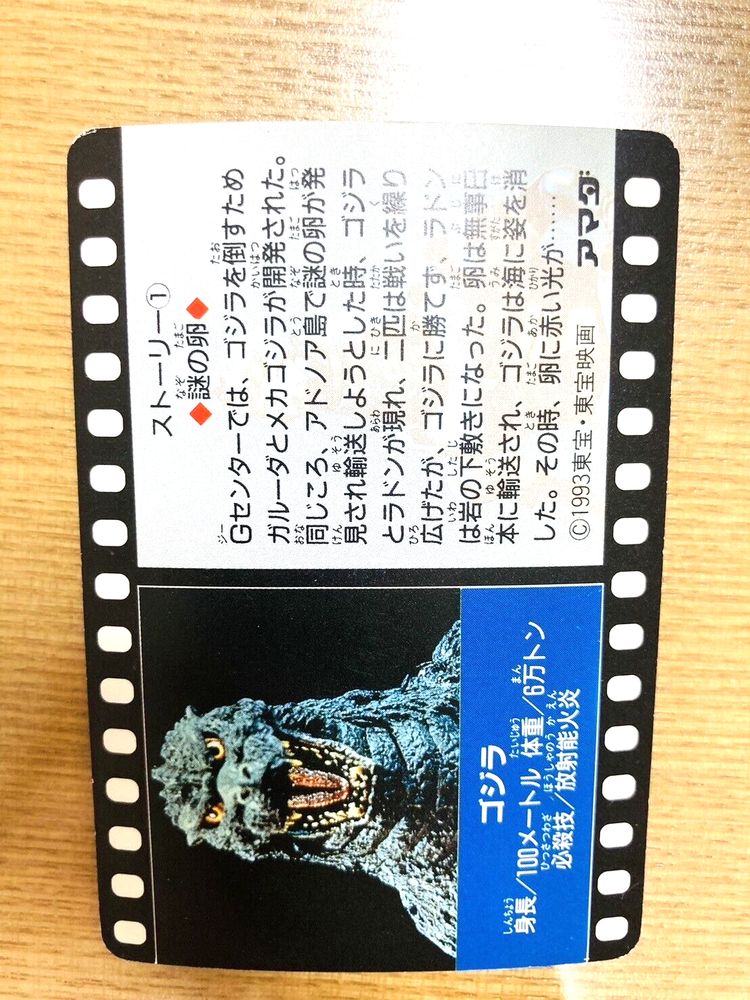 ゴジラ
身長/100メートル 体重/6万トン
必殺技/放射能火炎
ストーリー①
◆謎の卵◆
Gセンターでは、ゴジラを倒すため
ガルーダとメカゴジラが開発された。
同じころ、アドノア島で謎の卵が発
見され輸送しようとした時、ゴジラ
とラドンが現れ、二匹は戦いを繰り
広げたが、ゴジラに勝てず、ラドン
は岩の下敷きになった。卵は無事日
本に輸送され、ゴジラは海に姿を消
した。その時、卵に赤い光が……
©1993東宝・東宝映画
アマダ